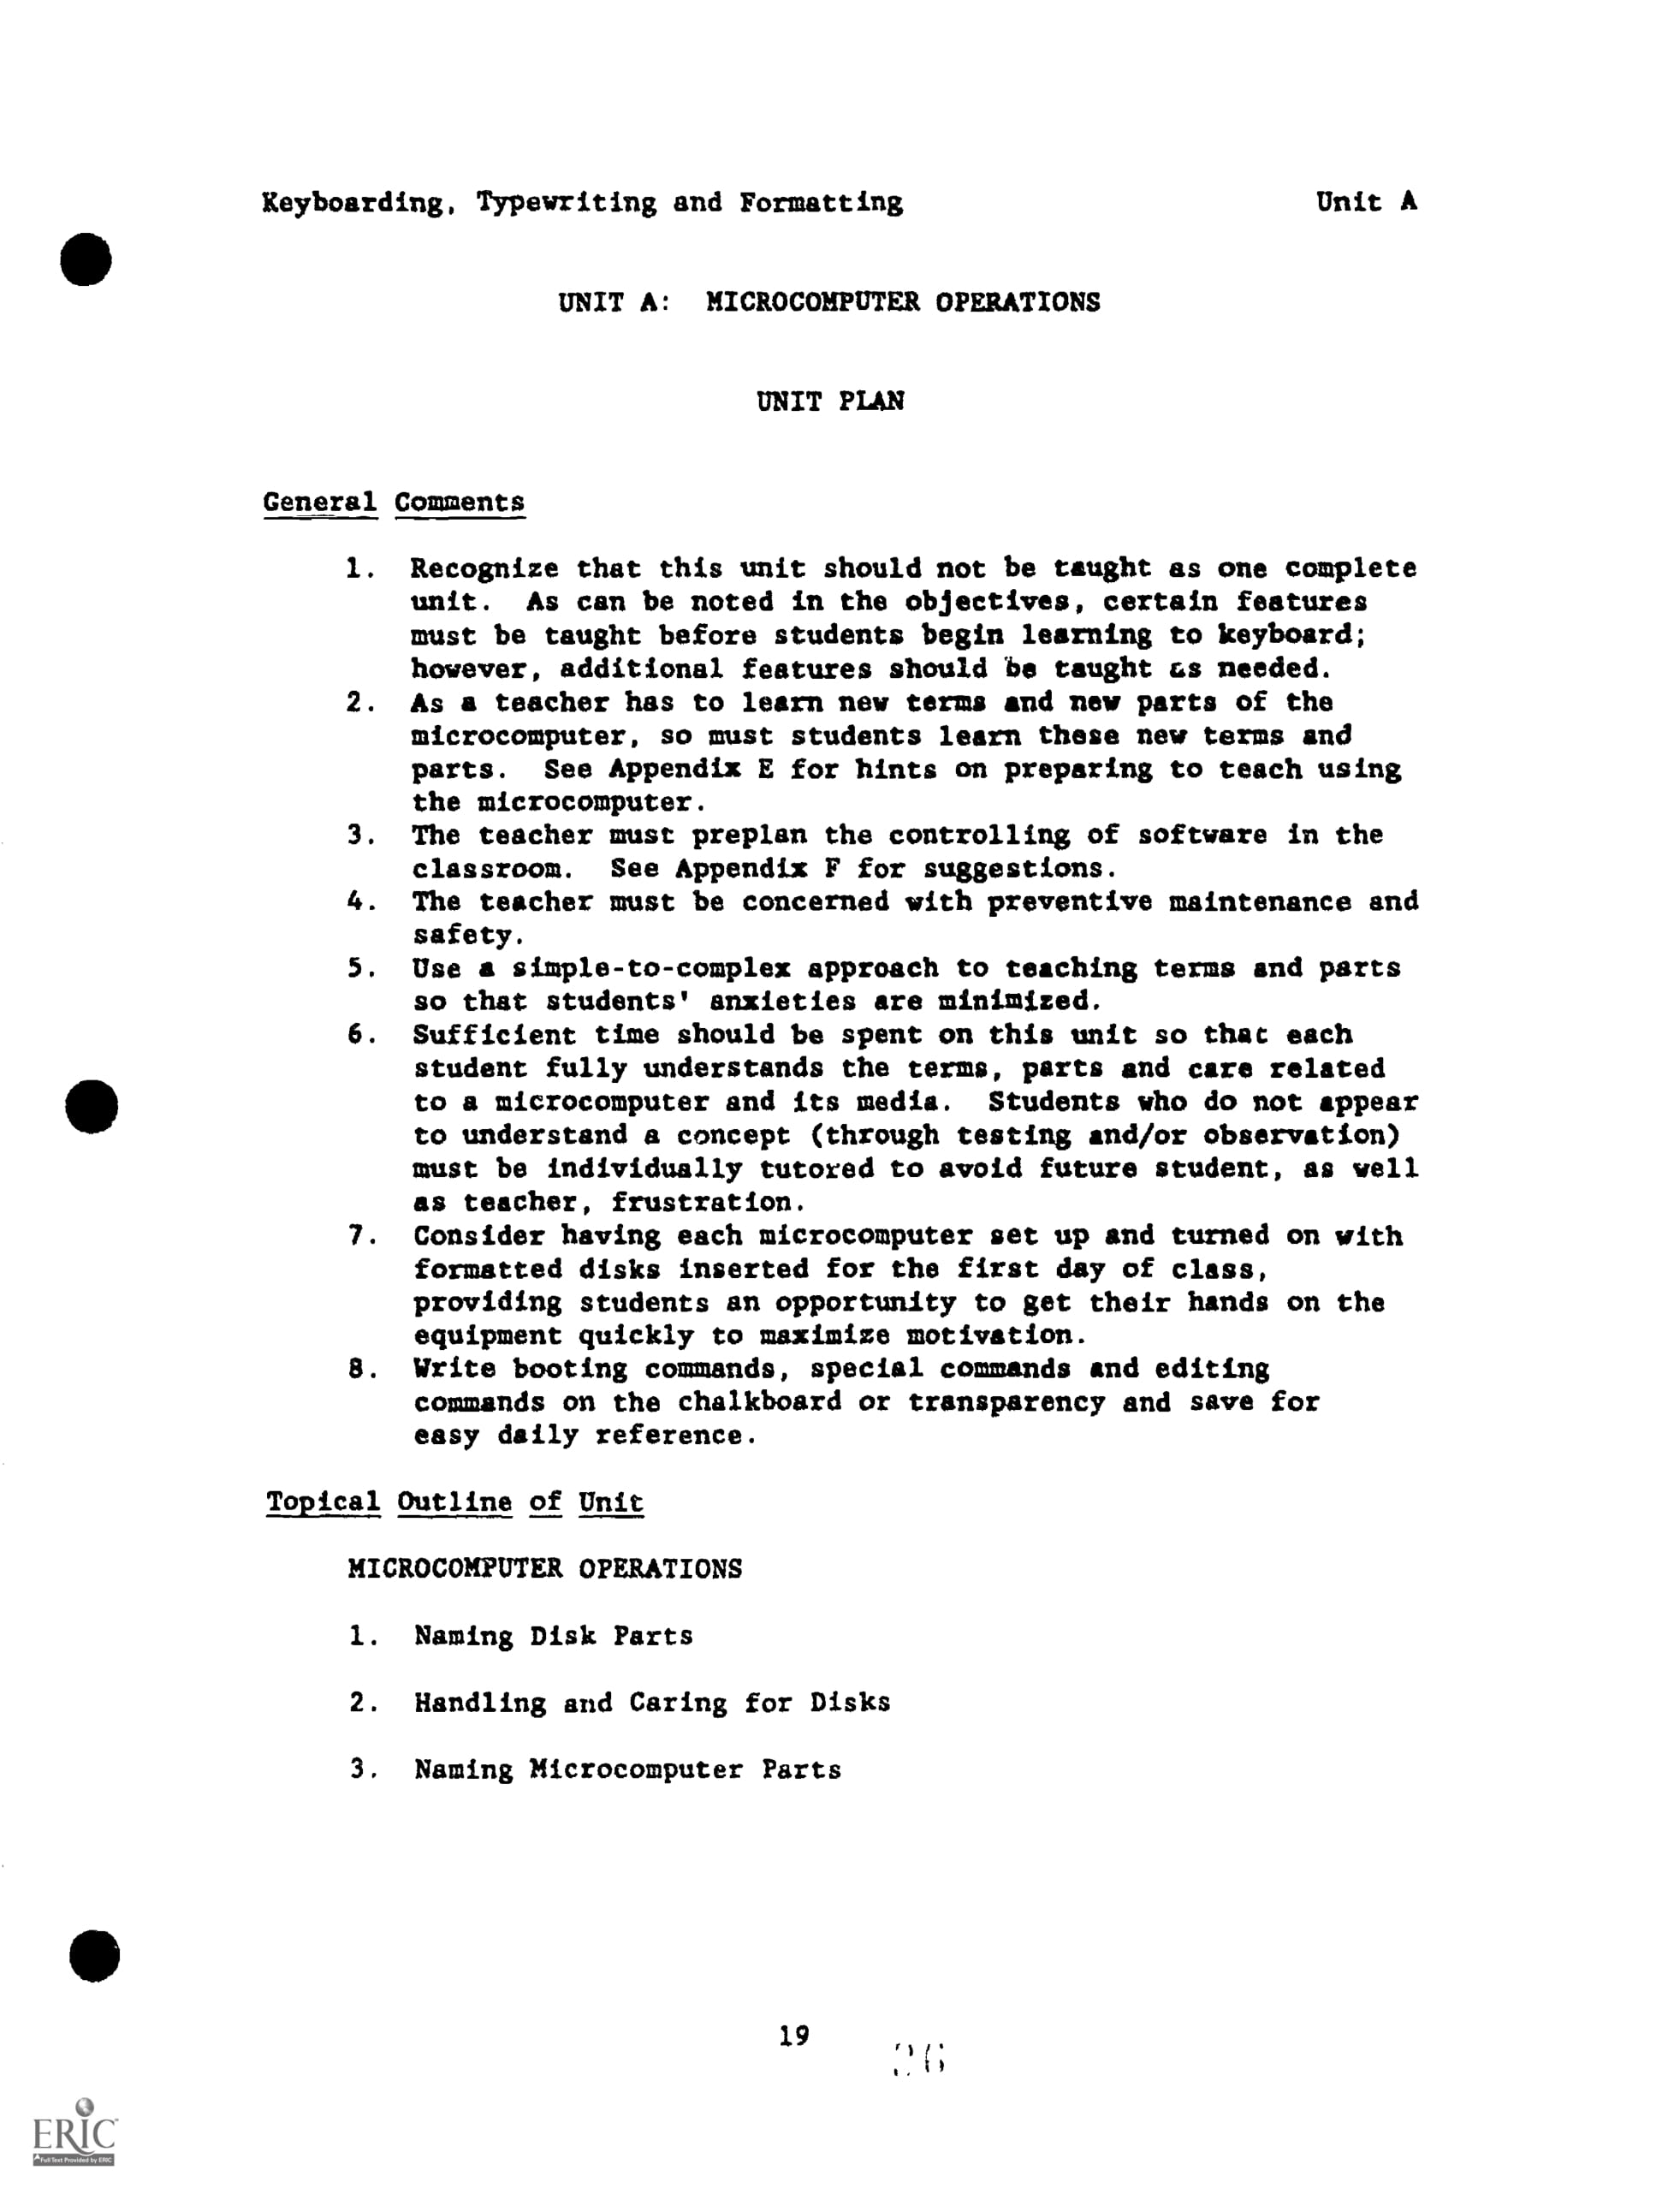 Keyboarding, Typewriting and Formatting Unit A
UNIT A: MICROCOMPUTER OPERATIONS
UNIT PLAN
General Comments
1. Recognize that this unit should not be taught as one complete
unit. As can be noted in the objectives, certain features
must be taught before students begin learning to keyboard;
however, additional features should be taught as needed.
2. As a teacher has to learn new terms and new parts of the
microcomputer, so must students learn these new terms and
parts. See Appendix E for hints on preparing to teach using
the microcomputer.
3. The teacher must preplan the controlling of software in the
classroom. See Appendix F for suggestions.
4. The teacher must be concerned with preventive maintenance and
safety.
5. Use a simple-to-complex approach to teaching terms and parts
so that students' anxieties are minimized.
6. Sufficient time should be spent on this unit so that each
student fully understands the terms, parts and care related
to a microcomputer and its media. Students who do not appear
to understand a concept (through testing and/or observation)
must be individually tutored to avoid future student, as well
as teacher, frustration.
7. Consider having each microcomputer set up and turned on with
formatted disks inserted for the first day of class,
providing students an opportunity to get their hands on the
equipment quickly to maximize motivation.
8. Write booting commands, special commands and editing
commands on the chalkboard or transparency and save for
easy daily reference.
Topical Outline of Unit
MICROCOMPUTER OPERATIONS
1. Naming Disk Parts
2. Handling and Caring for Disks
3. Naming Microcomputer Parts
19
26
ERIC
Full Text Provided by ERIC